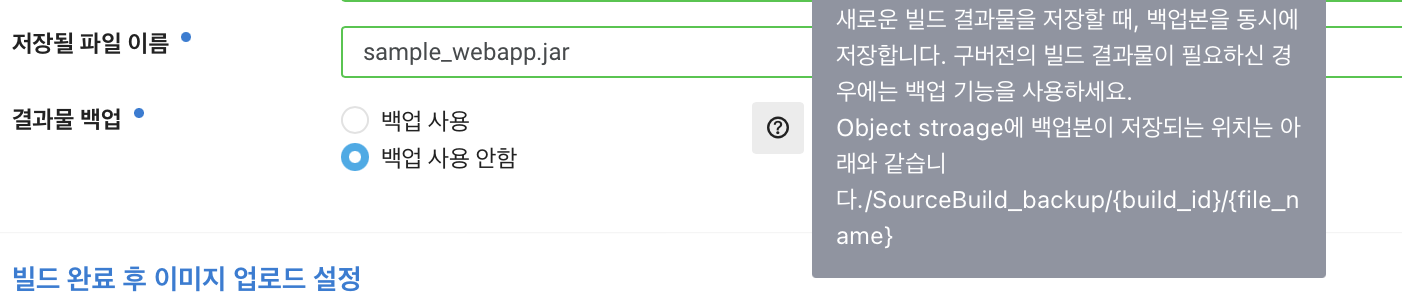 저장될 파일 이름
sample_webapp.jar
결과물 백업
백업 사용
백업 사용 안함
새로운 빌드 결과물을 저장할 때, 백업본을 동시에
저장합니다. 구버전의 빌드 결과물이 필요하신 경
우에는 백업 기능을 사용하세요.
Object stroage에 백업본이 저장되는 위치는 아
래와 같습니
다./SourceBuild_backup/{build_id}/{file_n
ame}
빌드 완료 후 이미지 업로드 설정